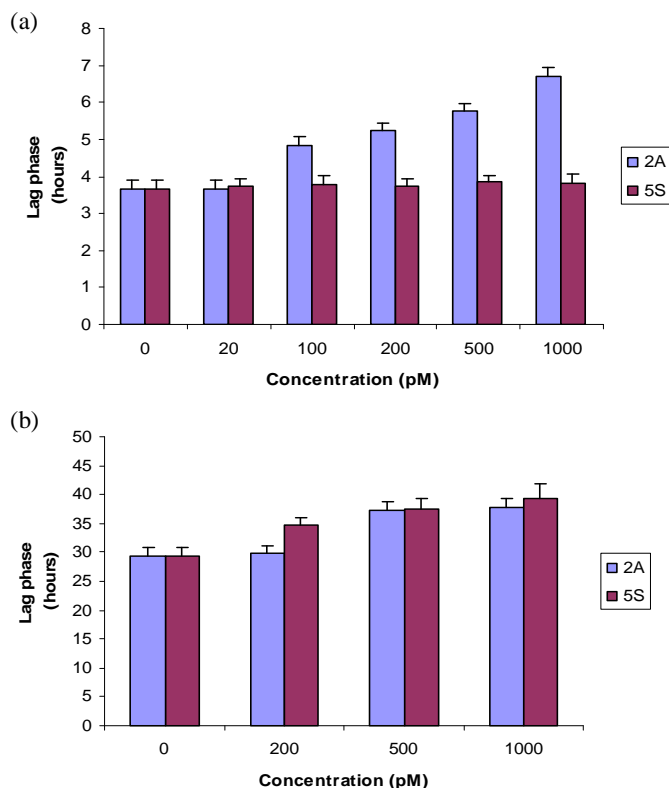 (a)
8
7
6
5
4
3
2
1
0
Lag phase
(hours)
0 20 100 200 500 1000
Concentration (pM)
2A
5S
(b)
50
45
40
35
30
25
20
15
10
5
0
Lag phase
(hours)
0 200 500 1000
Concentration (pM)
2A
5S